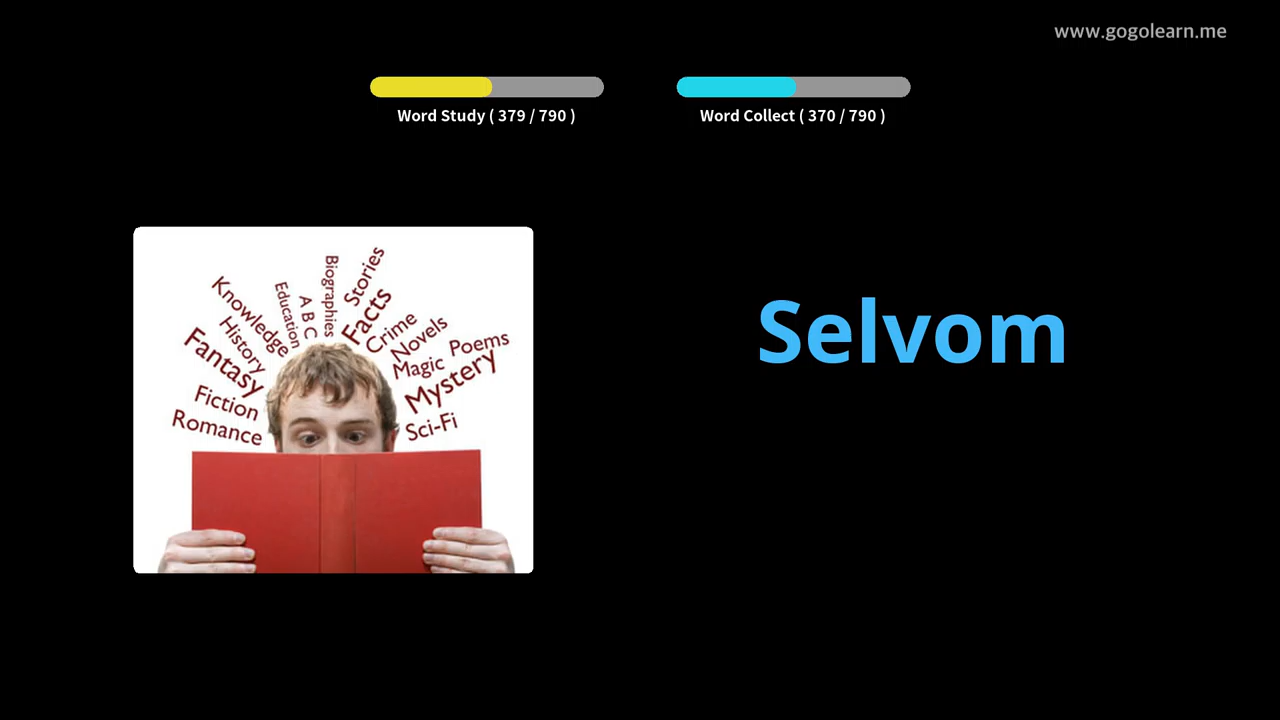 www.gogolearn.me
Word Study ( 379 / 790 )
Word Collect ( 370 / 790 )
Selvom
Romance
Fiction
Fantasy
History
Knowledge
Education
A B C
Biographies
Stories
Facts
Crime
Novels
Magic
Poems
Mystery
Sci-Fi